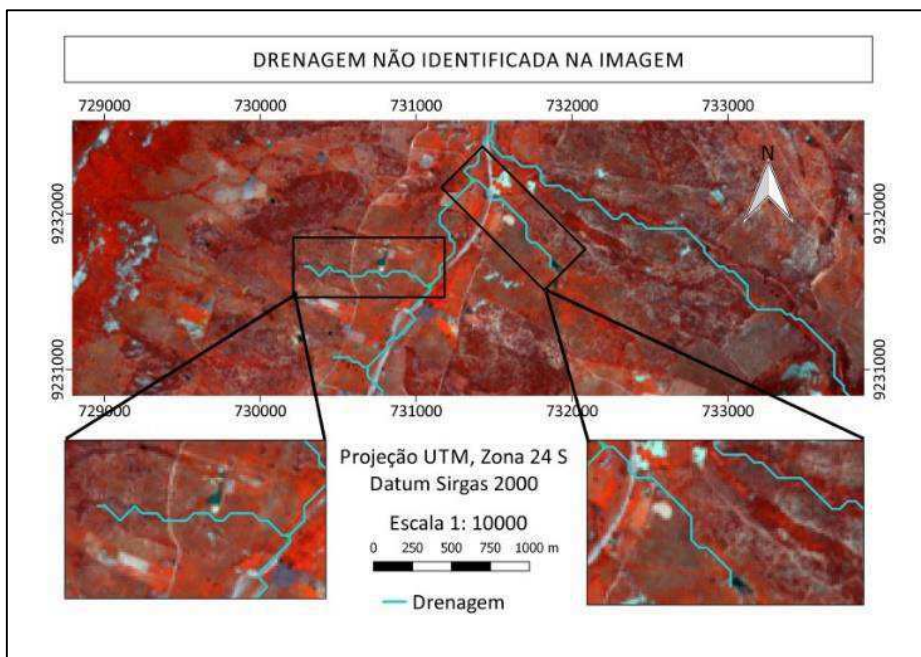 DRENAGEM NÃO IDENTIFICADA NA IMAGEM
729000 730000 731000 732000 733000
N
9232000 9232000
9231000 9231000
729000 730000 731000 732000 733000
Projeção UTM, Zona 24 S
Datum Sirgas 2000
Escala 1: 10000
0 250 500 750 1000 m
Drenagem